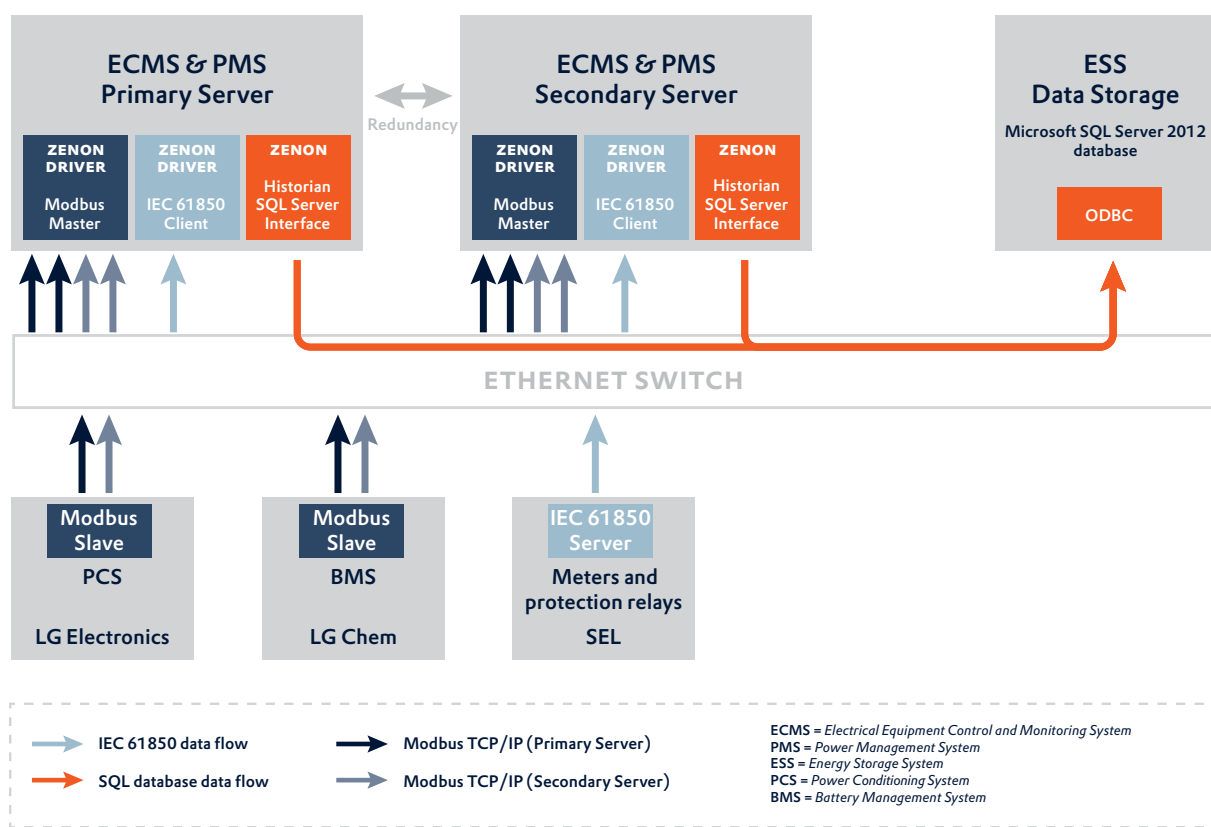 ECMS & PMS
Primary Server
ZENON
DRIVER
Modbus
Master
ZENON
DRIVER
IEC 61850
Client
ZENON
Historian
SQL Server
Interface
Redundancy
ECMS & PMS
Secondary Server
ZENON
DRIVER
Modbus
Master
ZENON
DRIVER
IEC 61850
Client
ZENON
Historian
SQL Server
Interface
ESS
Data Storage
Microsoft SQL Server 2012
database
ODBC
ETHERNET SWITCH
Modbus
Slave
PCS
LG Electronics
Modbus
Slave
BMS
LG Chem
IEC 61850
Server
Meters and
protection relays
SEL
IEC 61850 data flow
SQL database data flow
Modbus TCP/IP (Primary Server)
Modbus TCP/IP (Secondary Server)
ECMS = Electrical Equipment Control and Monitoring System
PMS = Power Management System
ESS = Energy Storage System
PCS = Power Conditioning System
BMS = Battery Management System